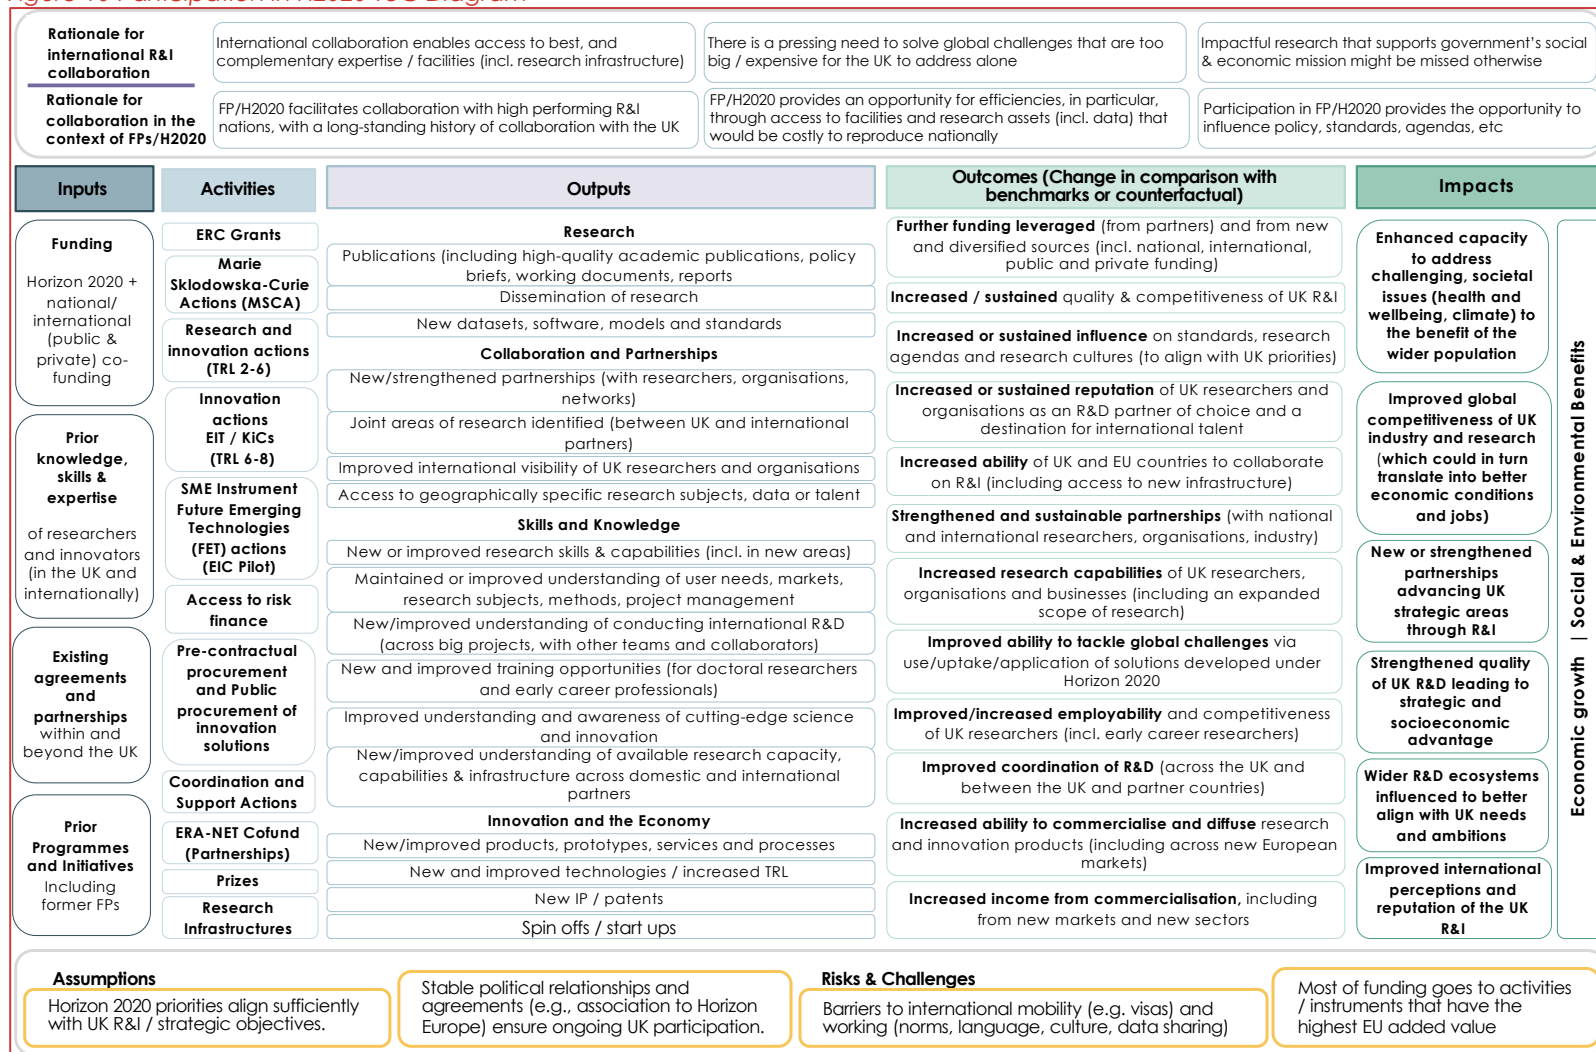 Figure 10 Participation in H2020 ToC Diagram
Rationale for
international R&I
collaboration
International collaboration enables access to best, and
complementary expertise / facilities (incl. research infrastructure)
There is a pressing need to solve global challenges that are too
big / expensive for the UK to address alone
Impactful research that supports government's social
& economic mission might be missed otherwise
Rationale for
collaboration in the
context of FPs/H2020
FP/H2020 facilitates collaboration with high performing R&I
nations, with a long-standing history of collaboration with the UK
FP/H2020 provides an opportunity for efficiencies, in particular,
through access to facilities and research assets (incl. data) that
would be costly to reproduce nationally
Participation in FP/H2020 provides the opportunity to
influence policy, standards, agendas, etc
Inputs
Funding
Horizon 2020 +
national/
international
(public &
private) co-
funding
Prior
knowledge,
skills &
expertise
of researchers
and innovators
(in the UK and
internationally)
Existing
agreements
and
partnerships
within and
beyond the UK
Prior
Programmes
and Initiatives
Including
former FPs
Activities
ERC Grants
Marie
Sklodowska-Curie
Actions (MSCA)
Research and
innovation actions
(TRL 2-6)
Innovation
actions
EIT / KiCs
(TRL 6-8)
SME Instrument
Future Emerging
Technologies
(FET) actions
(EIC Pilot)
Access to risk
finance
Pre-contractual
procurement
and Public
procurement of
innovation
solutions
Coordination and
Support Actions
ERA-NET Cofund
(Partnerships)
Prizes
Research
Infrastructures
Outputs
Research
Publications (including high-quality academic publications, policy
briefs, working documents, reports
Dissemination of research
New datasets, software, models and standards
Collaboration and Partnerships
New/strengthened partnerships (with researchers, organisations,
networks)
Joint areas of research identified (between UK and international
partners)
Improved international visibility of UK researchers and organisations
Access to geographically specific research subjects, data or talent
Skills and Knowledge
New or improved research skills & capabilities (incl. in new areas)
Maintained or improved understanding of user needs, markets,
research subjects, methods, project management
New/improved understanding of conducting international R&D
(across big projects, with other teams and collaborators)
New and improved training opportunities (for doctoral researchers
and early career professionals)
Improved understanding and awareness of cutting-edge science
and innovation
New/improved understanding of available research capacity,
capabilities & infrastructure across domestic and international
partners
Innovation and the Economy
New/improved products, prototypes, services and processes
New and improved technologies / increased TRL
New IP / patents
Spin offs / start ups
Outcomes (Change in comparison with
benchmarks or counterfactual)
Further funding leveraged (from partners) and from new
and diversified sources (incl. national, international,
public and private funding)
Increased / sustained quality & competitiveness of UK R&I
Increased or sustained influence on standards, research
agendas and research cultures (to align with UK priorities)
Increased or sustained reputation of UK researchers and
organisations as an R&D partner of choice and a
destination for international talent
Increased ability of UK and EU countries to collaborate
on R&I (including access to new infrastructure)
Strengthened and sustainable partnerships (with national
and international researchers, organisations, industry)
Increased research capabilities of UK researchers,
organisations and businesses (including an expanded
scope of research)
Improved ability to tackle global challenges via
use/uptake/application of solutions developed under
Horizon 2020
Improved/increased employability and competitiveness
of UK researchers (incl. early career researchers)
Improved coordination of R&D (across the UK and
between the UK and partner countries)
Increased ability to commercialise and diffuse research
and innovation products (including across new European
markets)
Increased income from commercialisation, including
from new markets and new sectors
Impacts
Enhanced capacity
to address
challenging, societal
issues (health and
wellbeing, climate) to
the benefit of the
wider population
Improved global
competitiveness of UK
industry and research
(which could in turn
translate into better
economic conditions
and jobs)
New or strengthened
partnerships
advancing UK
strategic areas
through R&I
Strengthened quality
of UK R&D leading to
strategic and
socioeconomic
advantage
Wider R&D ecosystems
influenced to better
align with UK needs
and ambitions
Improved international
perceptions and
reputation of the UK
R&I
Economic growth | Social & Environmental Benefits
Assumptions
Horizon 2020 priorities align sufficiently
with UK R&I / strategic objectives.
Stable political relationships and
agreements (e.g., association to Horizon
Europe) ensure ongoing UK participation.
Risks & Challenges
Barriers to international mobility (e.g. visas) and
working (norms, language, culture, data sharing)
Most of funding goes to activities
/ instruments that have the
highest EU added value